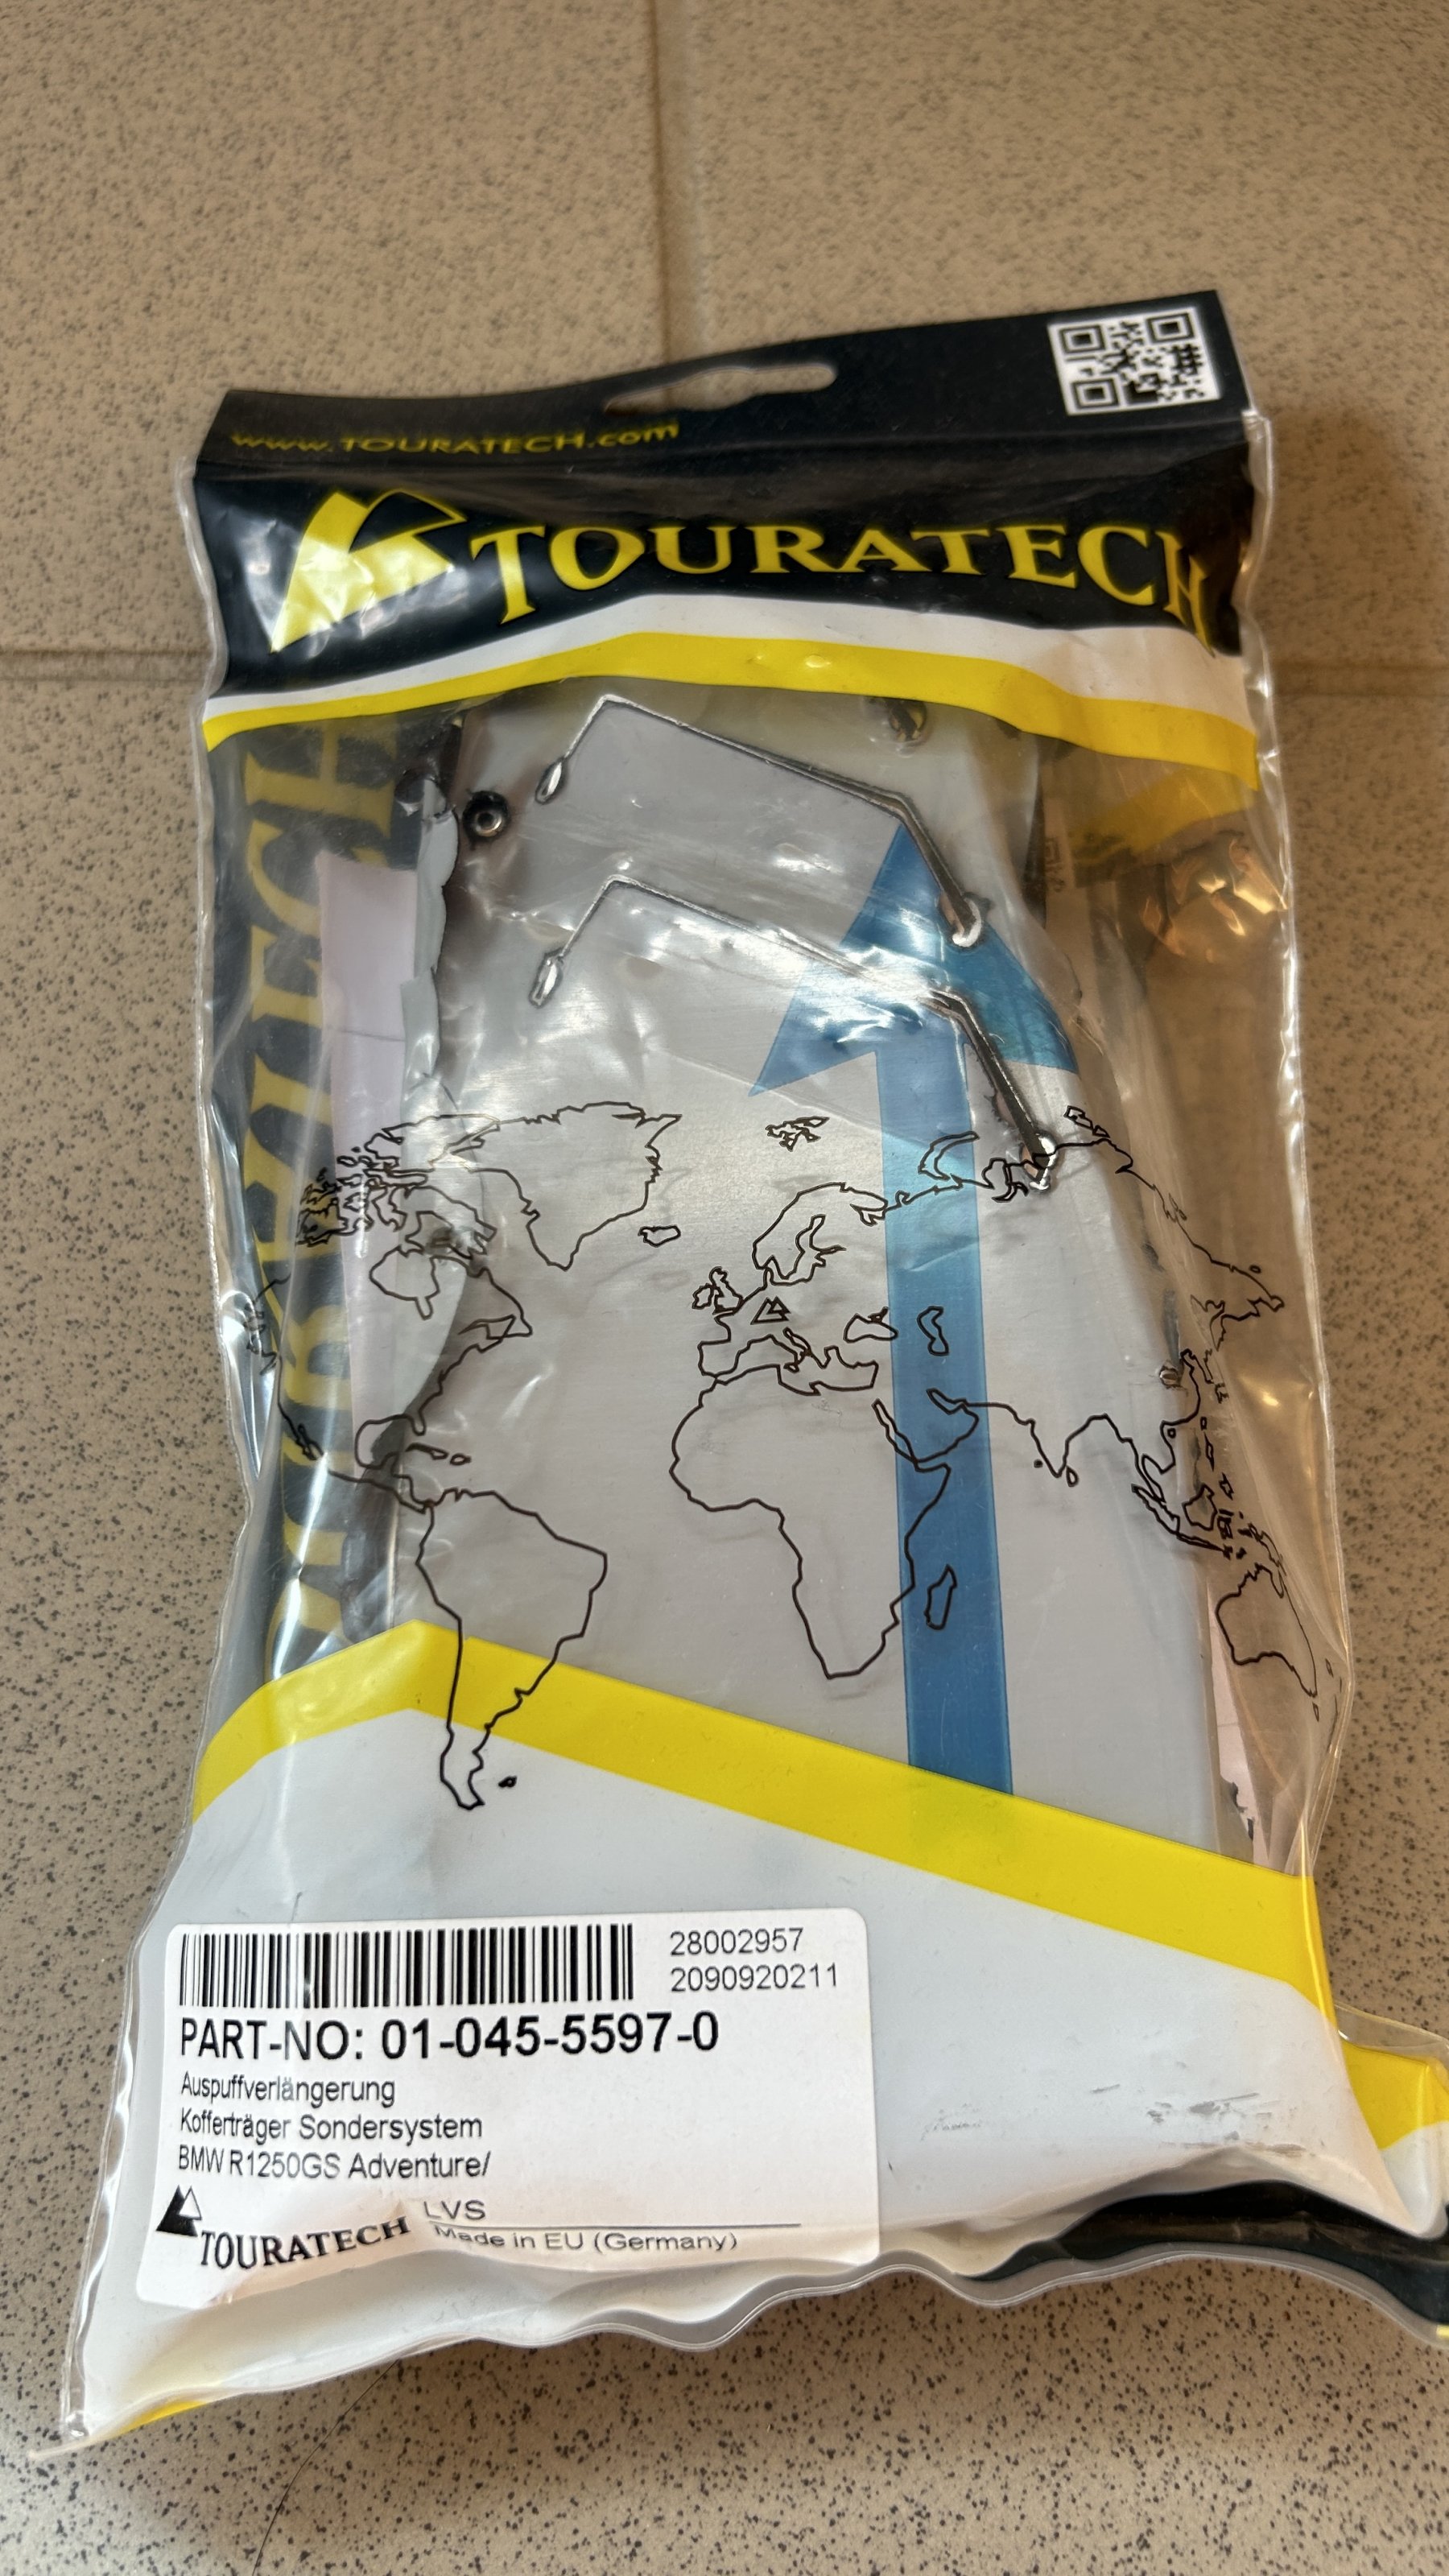 www.TOURATECH.com
TOURATECH
28002957
2090920211
PART-NO: 01-045-5597-0
Auspuffverlängerung
Kofferträger Sondersystem
BMW R1250GS Adventure/
LVS
TOURATECH
Made in EU (Germany)